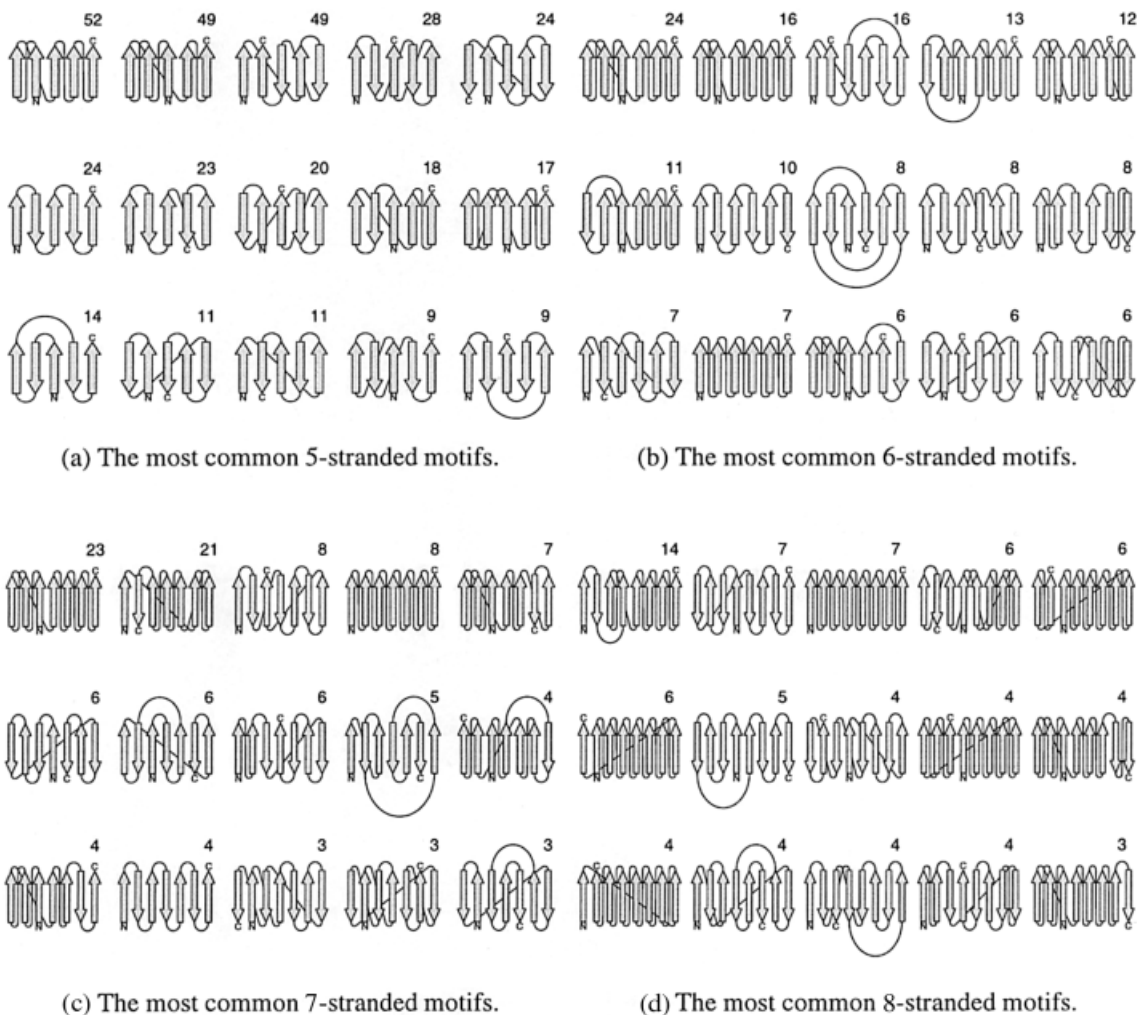 52 49 49 28 24 24 16 16 13 12
C C C C C C C C C
N N N N C N N N N N N
24 23 20 18 17 11 10 8 8 8
C C C C C
N N C N N N N N C N C N C N C
14 11 11 9 9 7 7 6 6 6
C C C C C C
N N C N C N N N C N N N N C
(a) The most common 5-stranded motifs.
(b) The most common 6-stranded motifs.
23 21 8 8 7 14 7 7 6 6
C C C C C C C
N N C N N N C N N N C N N
6 6 6 5 4 6 5 4 4 4
C C C C C
N C N C N N C N N N C N N N C
4 4 3 3 3 4 4 4 4 3
C C C C C
N N C N N N C N N C N C N N C
(c) The most common 7-stranded motifs.
(d) The most common 8-stranded motifs.